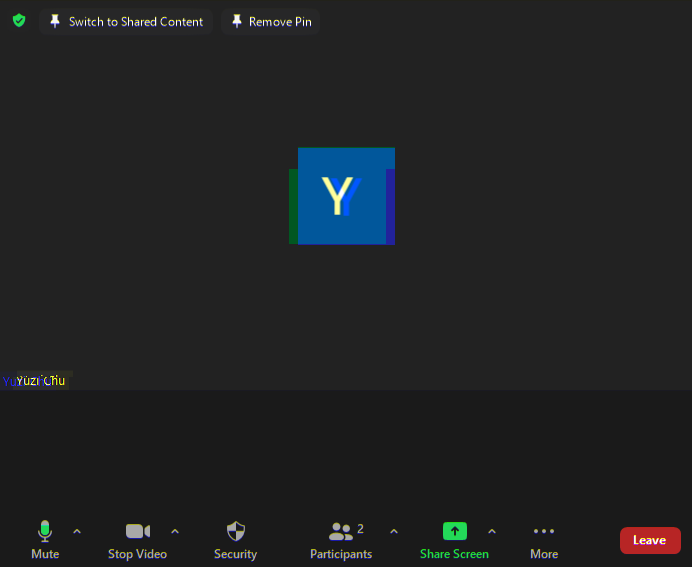 Switch to Shared Content Remove Pin
Y
Yuzi Chu
2
Mute Stop Video Security Participants Share Screen More Leave